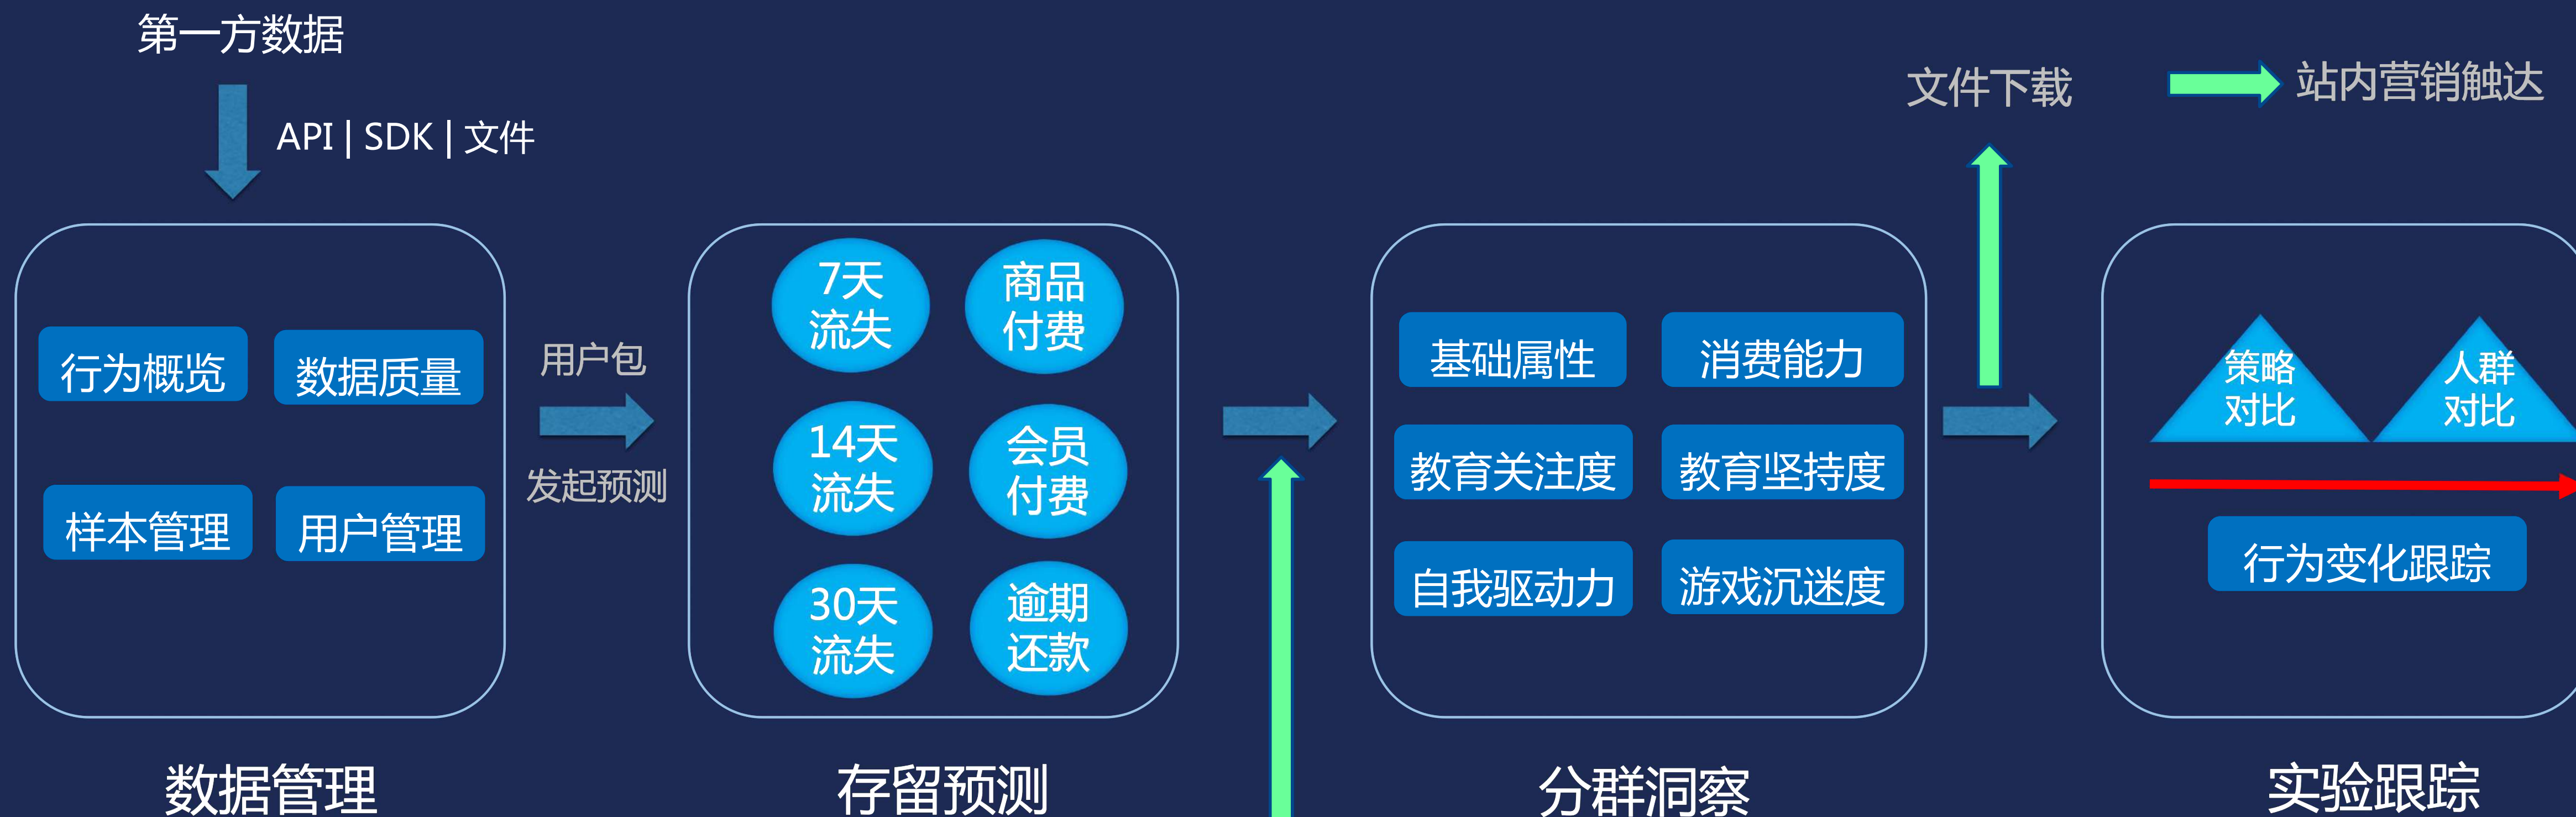 第一方数据
API | SDK | 文件
文件下载
站内营销触达
行为概览
数据质量
样本管理
用户管理
数据管理
用户包
发起预测
7天
流失
商品
付费
14天
流失
会员
付费
30天
流失
逾期
还款
存留预测
基础属性
消费能力
教育关注度
教育坚持度
自我驱动力
游戏沉迷度
分群洞察
策略
对比
人群
对比
行为变化跟踪
实验跟踪